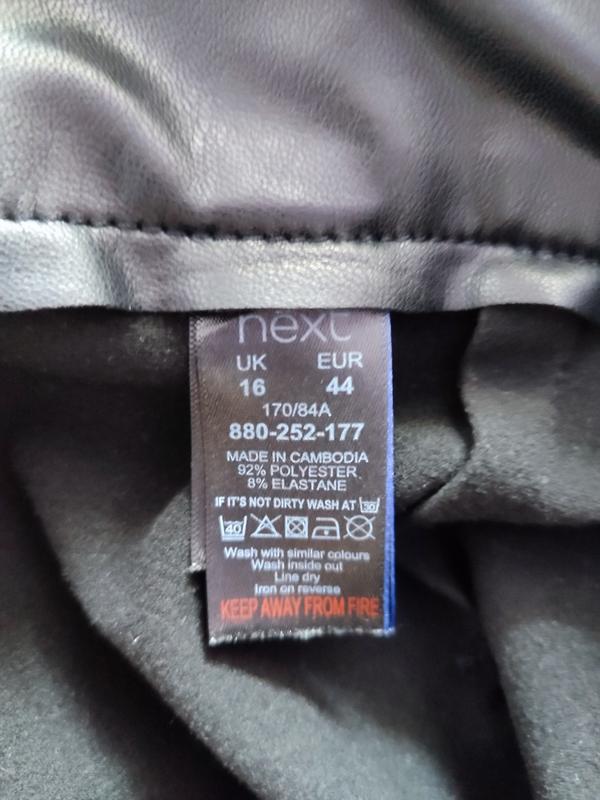 next
UK EUR
16 44
170/84A
880-252-177
MADE IN CAMBODIA
92% POLYESTER
8% ELASTANE
IF IT'S NOT DIRTY WASH AT 30
40
Wash with similar colours
Wash inside out
Line dry
Iron on reverse
KEEP AWAY FROM FIRE